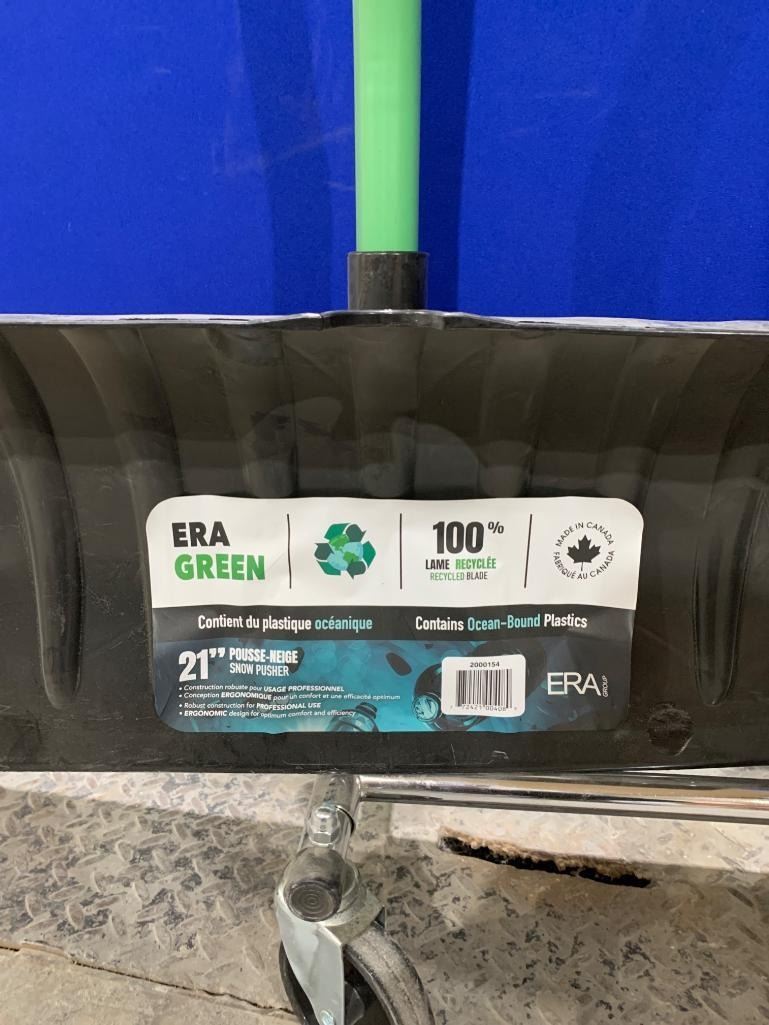 ERA
GREEN
100%
LAME RECYCLÉE
RECYCLED BLADE
MADE IN CANADA
FABRIQUÉ AU CANADA
Contient du plastique océanique
Contains Ocean-Bound Plastics
21” POUSSE-NEIGE
SNOW PUSHER
• Construction robuste pour USAGE PROFESSIONNEL
• Conception ERGONOMIQUE pour un confort et une efficacité optimum
• Robust construction for PROFESSIONAL USE
• ERGONOMIC design for optimum comfort and efficiency
2000154
72421 00408
ERA GROUP